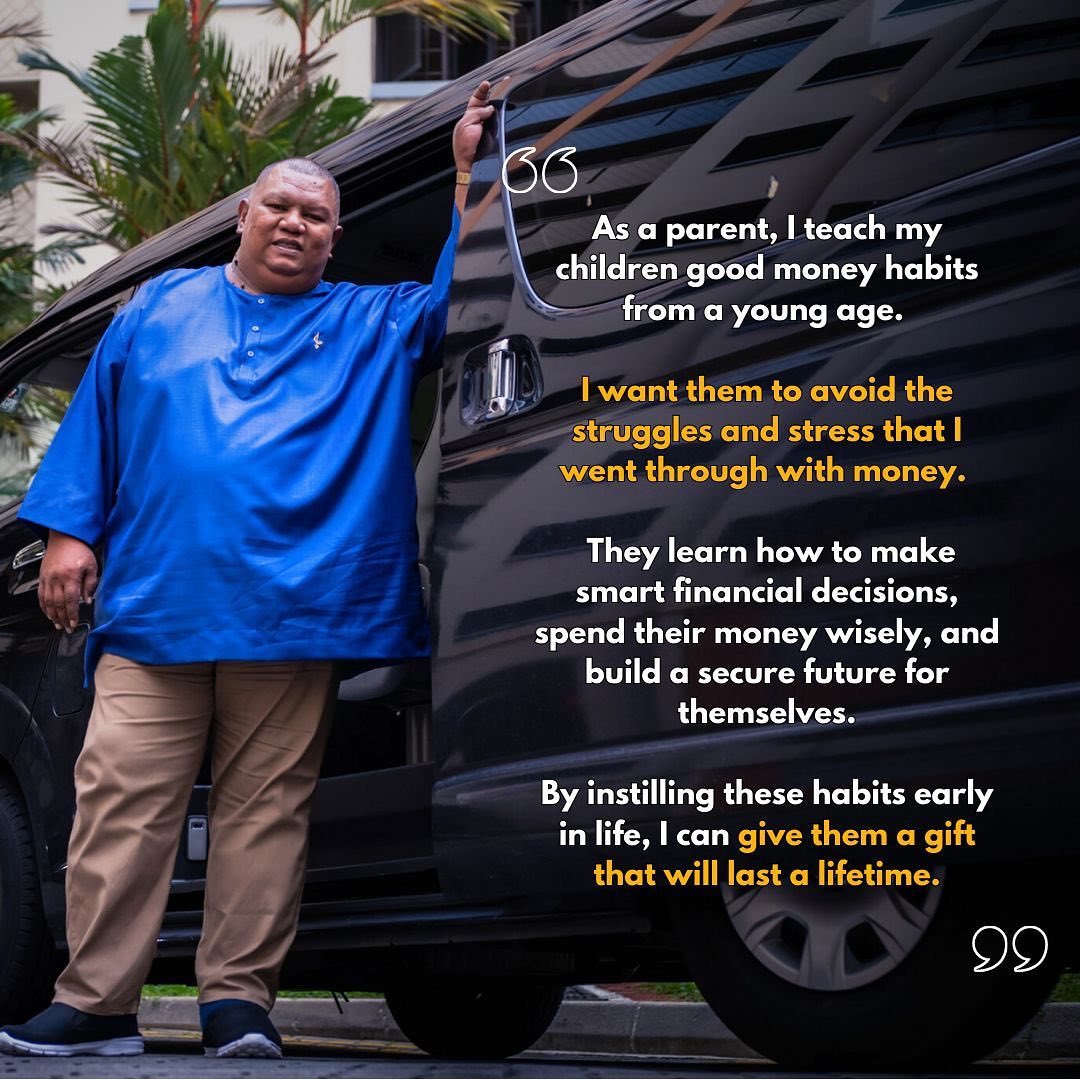 As a parent, I teach my
children good money habits
from a young age.
I want them to avoid the
struggles and stress that I
went through with money.
They learn how to make
smart financial decisions,
spend their money wisely, and
build a secure future for
themselves.
By instilling these habits early
in life, I can give them a gift
that will last a lifetime.